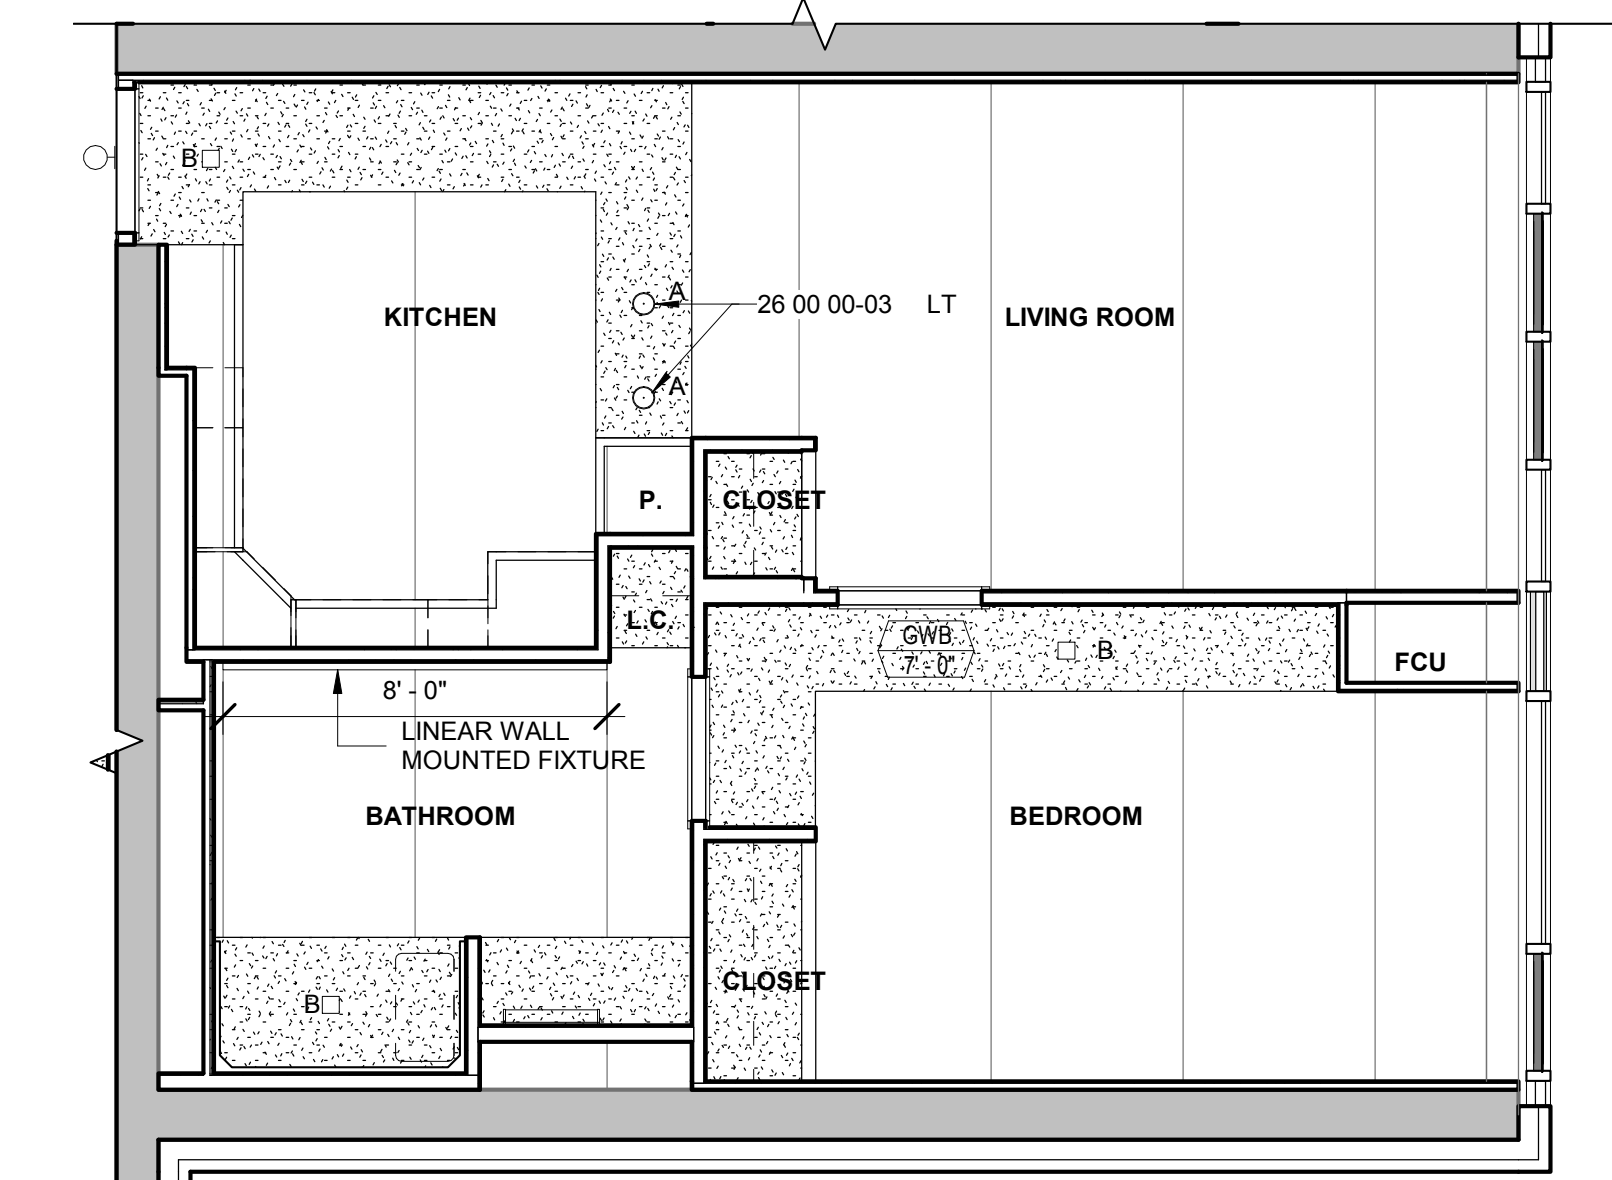 B
A
26 00 00-03 LT
KITCHEN
LIVING ROOM
A
P.
CLOSET
L.C.
GWB
7' - 0"
B
FCU
8' - 0"
LINEAR WALL
MOUNTED FIXTURE
BATHROOM
BEDROOM
CLOSET
B